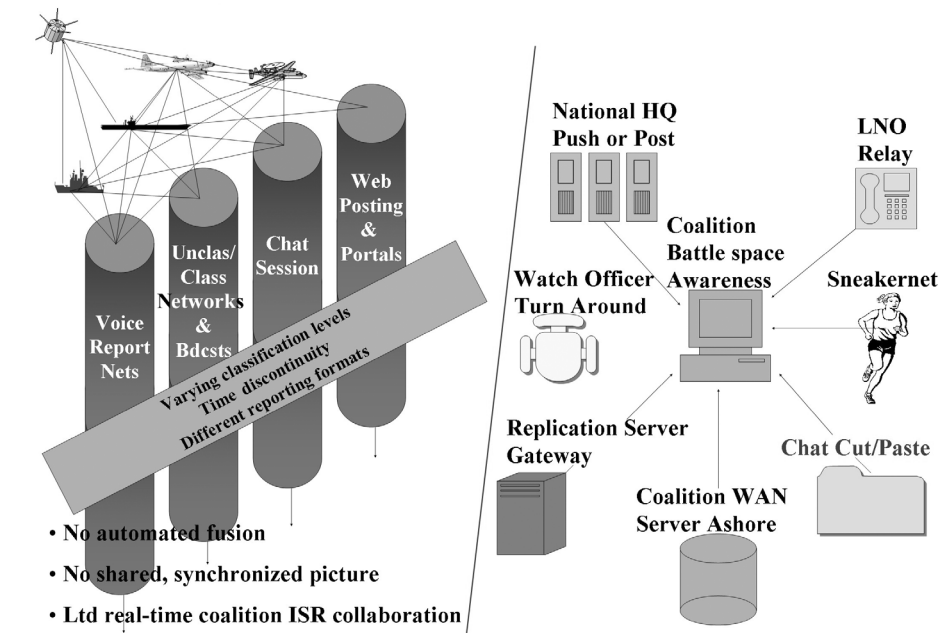 Web
Posting
&
Portals
Chat
Session
Unclas/
Class
Networks
&
Bdcsts
Voice
Report
Nets
Varying classification levels
Time discontinuity
Different reporting formats
• No automated fusion
• No shared, synchronized picture
• Ltd real-time coalition ISR collaboration
National HQ
Push or Post
LNO
Relay
Coalition
Battle space
Awareness
Watch Officer
Turn Around
Sneakernet
Replication Server
Gateway
Chat Cut/Paste
Coalition WAN
Server Ashore